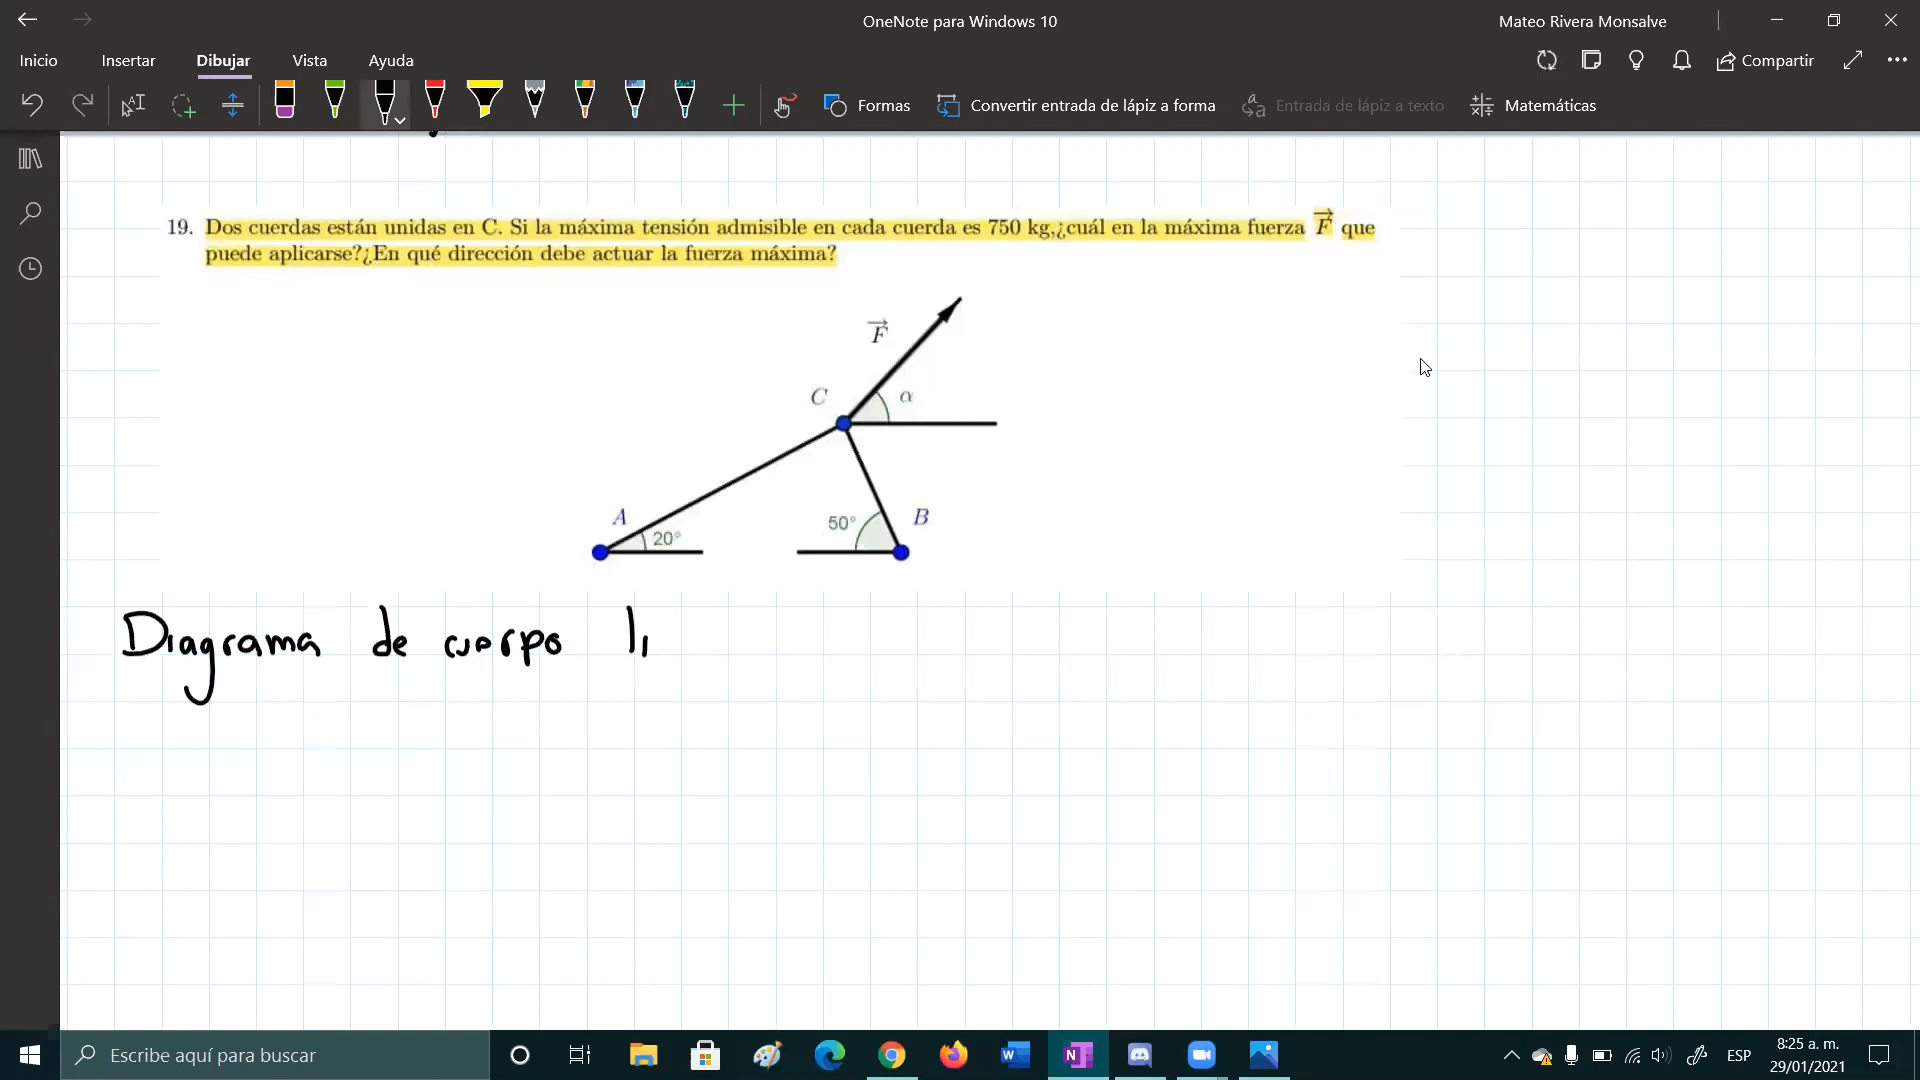 OneNote para Windows 10
Mateo Rivera Monsalve
Inicio Insertar Dibujar Vista Ayuda
Compartir
Formas Convertir entrada de lápiz a forma Entrada de lápiz a texto Matemáticas
19. Dos cuerdas están unidas en C. Si la máxima tensión admisible en cada cuerda es 750 kg,¿cuál en la máxima fuerza F⃗ que
puede aplicarse?¿En qué dirección debe actuar la fuerza máxima?
F⃗
C α
A 20° 50° B
Diagrama de cuerpo li
Escribe aquí para buscar
ESP
8:25 a. m.
29/01/2021